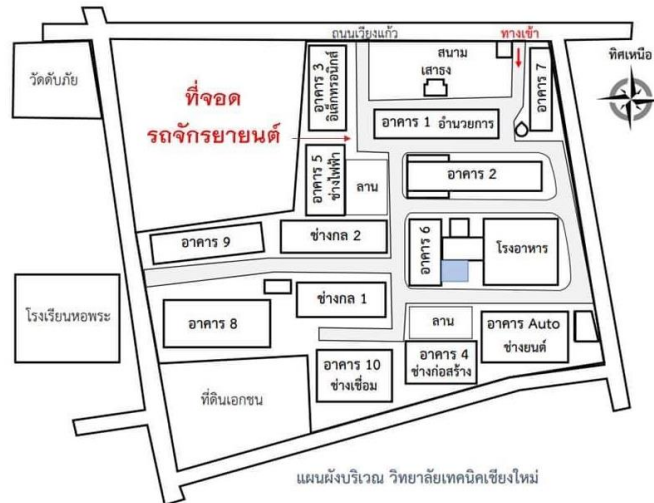 ถนนเวียงแก้ว
ทางเข้า
วัดดับภัย
ที่จอด
รถจักรยายนต์
อาคาร 3
อิเล็กทรอนิกส์
สนาม
เสาธง
อาคาร 7
ทิศเหนือ
อาคาร 1 อำนวยการ
อาคาร 5
ช่างไฟฟ้า
ลาน
อาคาร 2
อาคาร 9
ช่างกล 2
อาคาร 6
โรงอาหาร
โรงเรียนหอพระ
อาคาร 8
ช่างกล 1
ลาน
อาคาร Auto
ช่างยนต์
อาคาร 10
ช่างเชื่อม
อาคาร 4
ช่างก่อสร้าง
ที่ดินเอกชน
แผนผังบริเวณ วิทยาลัยเทคนิคเชียงใหม่